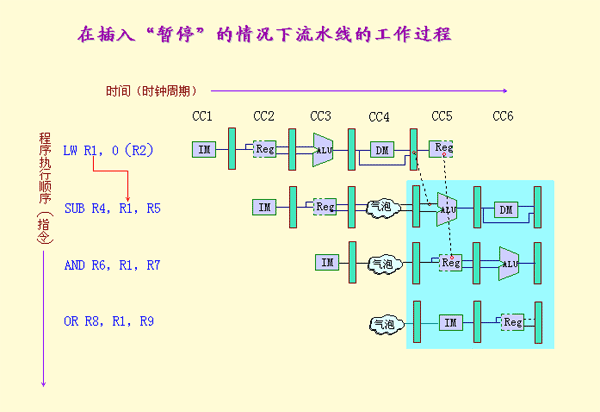 在插入“暂停”的情况下流水线的工作过程
时间（时钟周期）
CC1 CC2 CC3 CC4 CC5 CC6
程序执行顺序（指令）
LW R1, 0 (R2)
IM Reg ALU DM Reg
SUB R4, R1, R5
IM Reg 气泡 ALU DM
AND R6, R1, R7
IM 气泡 Reg ALU
OR R8, R1, R9
气泡 IM Reg